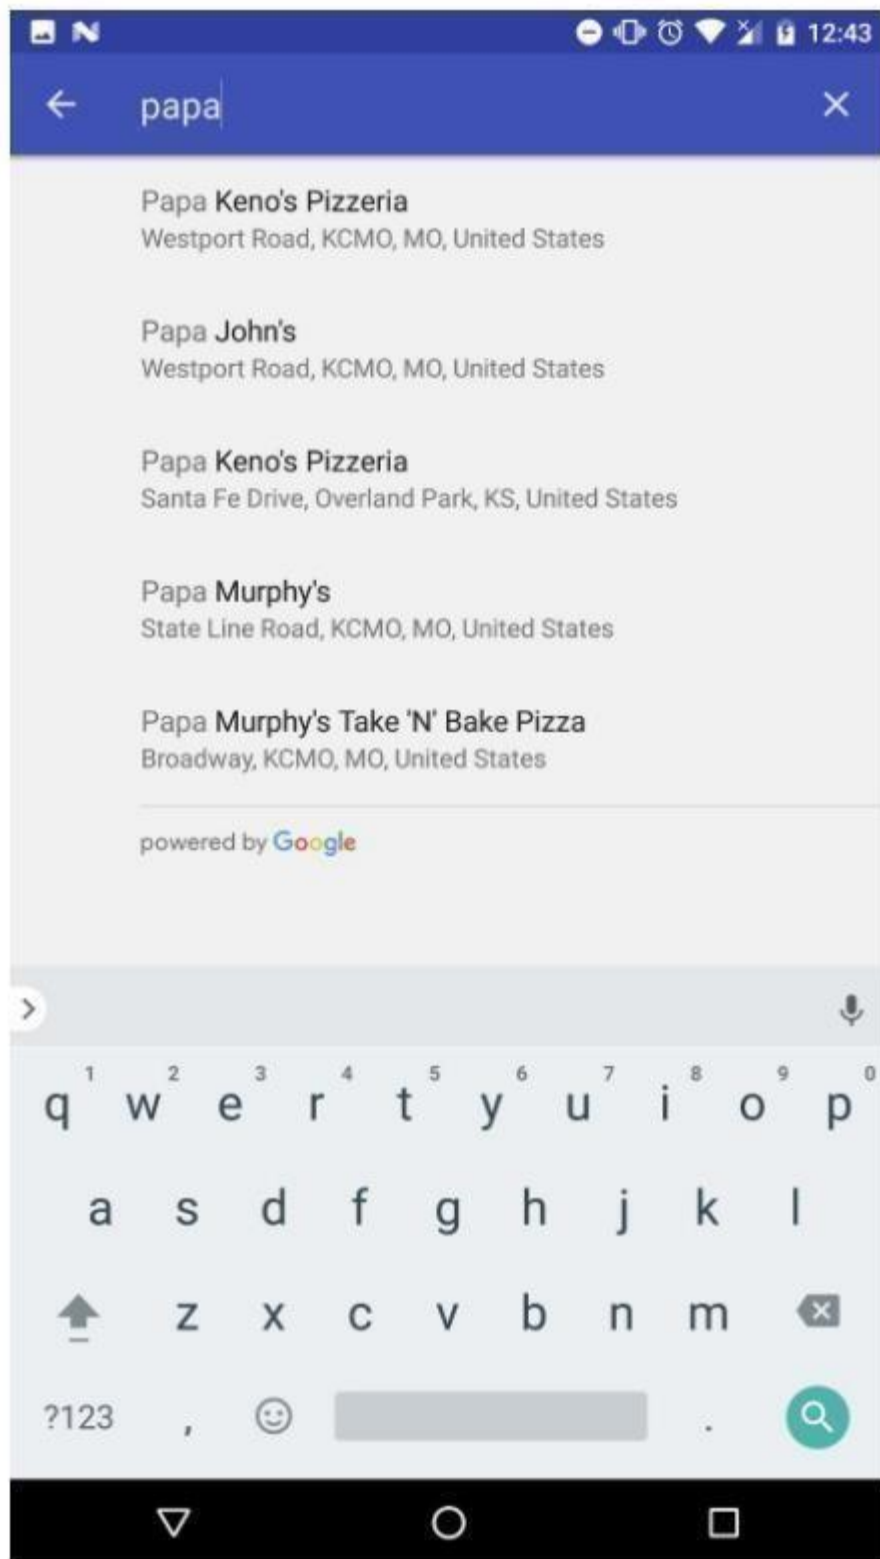 12:43
papa
Papa Keno's Pizzeria
Westport Road, KCMO, MO, United States
Papa John's
Westport Road, KCMO, MO, United States
Papa Keno's Pizzeria
Santa Fe Drive, Overland Park, KS, United States
Papa Murphy's
State Line Road, KCMO, MO, United States
Papa Murphy's Take 'N' Bake Pizza
Broadway, KCMO, MO, United States
powered by Google
q 1 w 2 e 3 r 4 t 5 y 6 u 7 i 8 o 9 p 0
a s d f g h j k l
z x c v b n m
?123 , .